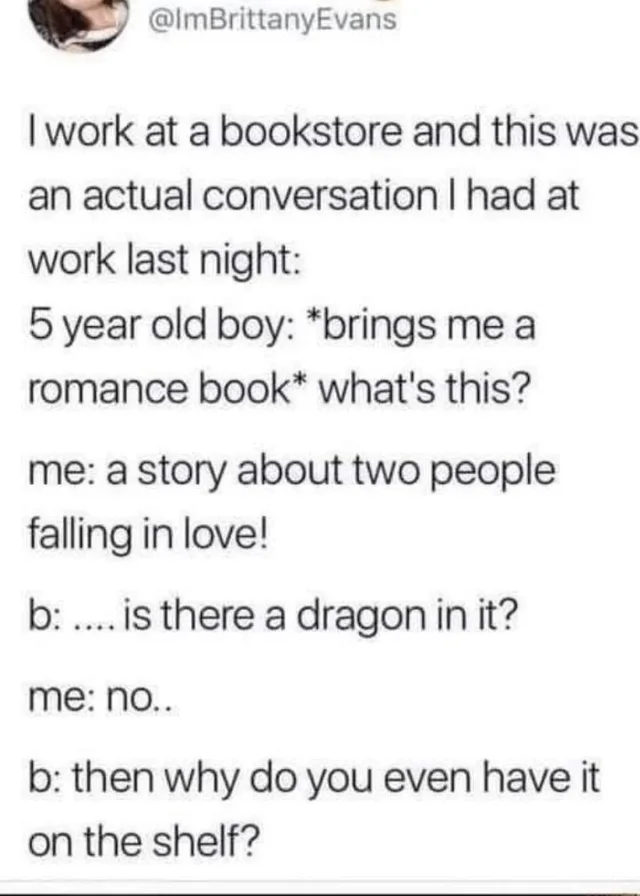 @ImBrittanyEvans
I work at a bookstore and this was
an actual conversation I had at
work last night:
5 year old boy: *brings me a
romance book* what's this?
me: a story about two people
falling in love!
b: .... is there a dragon in it?
me: no..
b: then why do you even have it
on the shelf?